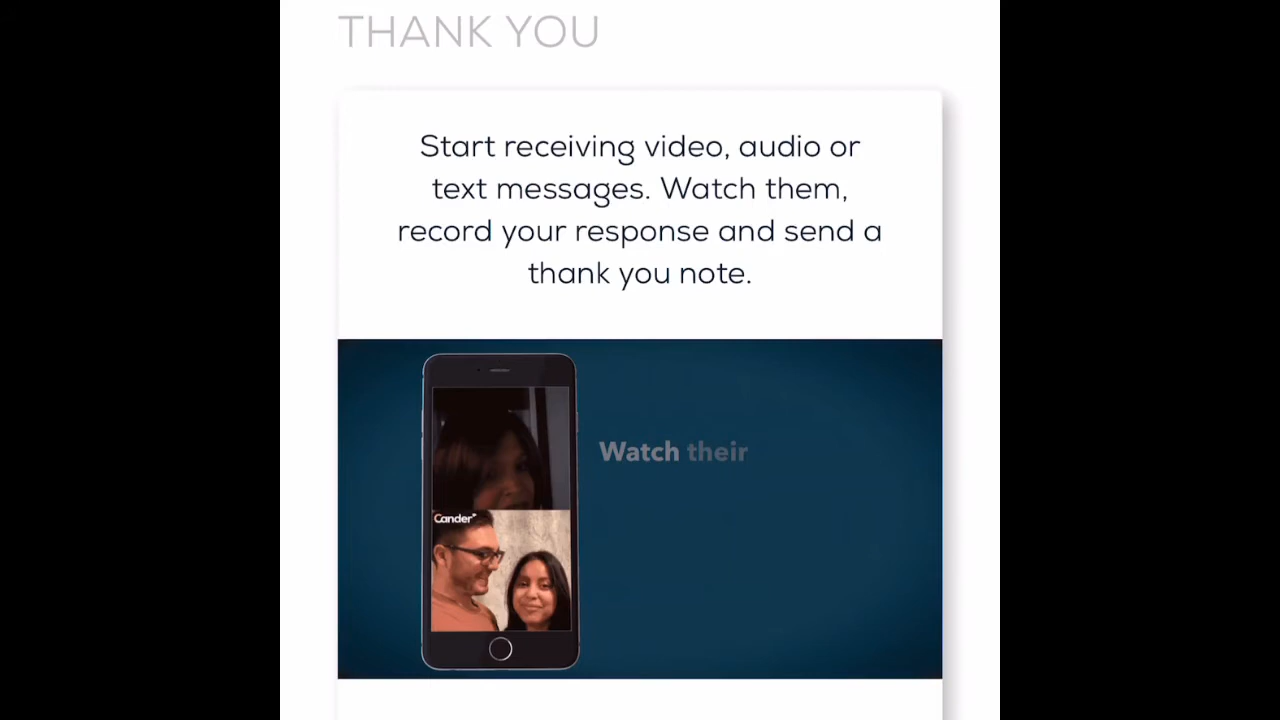 THANK YOU
Start receiving video, audio or
text messages. Watch them,
record your response and send a
thank you note.
Watch their
Cander